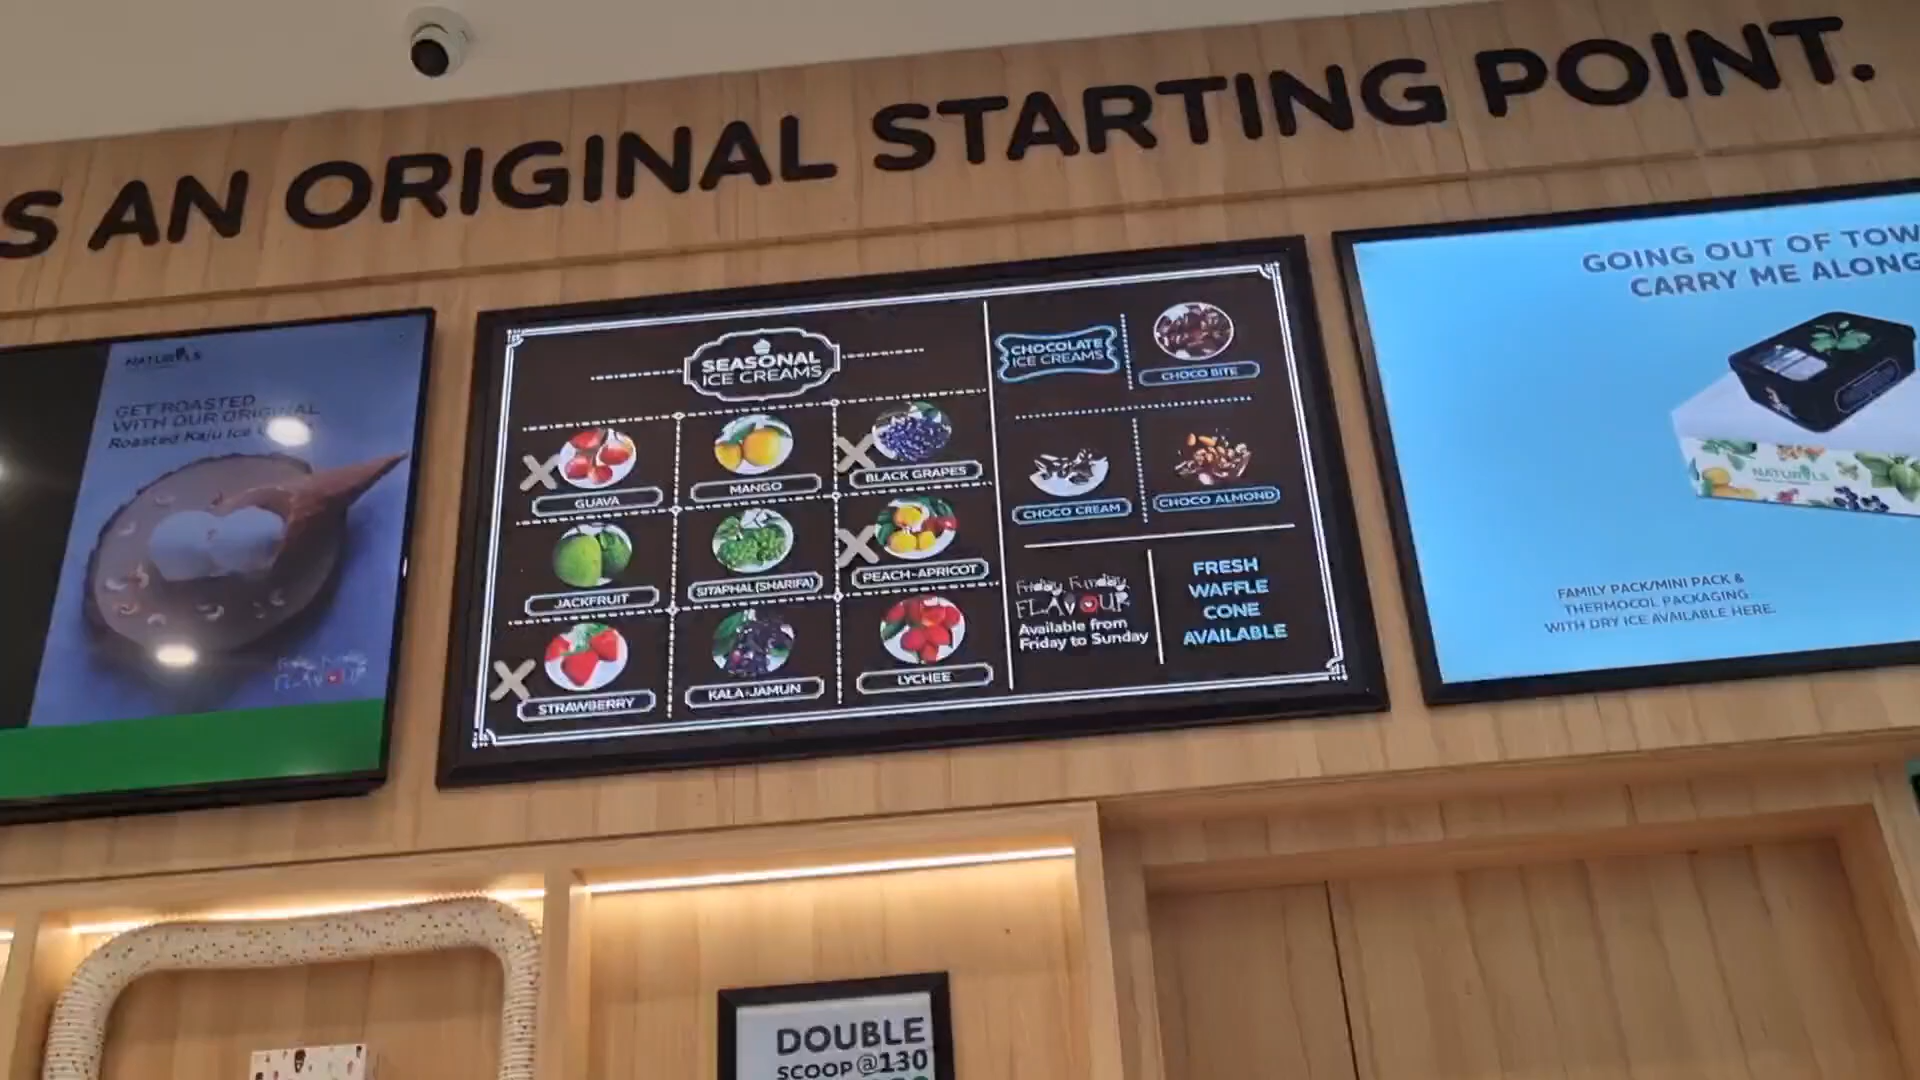 S AN ORIGINAL STARTING POINT.
NATURALS
GET ROASTED
WITH OUR ORIGINAL
Roasted Kaju Ice
FLAVOUR
SEASONAL
ICE CREAMS
GUAVA
MANGO
BLACK GRAPES
JACKFRUIT
SITAPHAL (SHARIFA)
PEACH-APRICOT
STRAWBERRY
KALA-JAMUN
LYCHEE
CHOCOLATE
ICE CREAMS
CHOCO BITE
CHOCO CREAM
CHOCO ALMOND
Friday Funday
FLAVOUR
Available from
Friday to Sunday
FRESH
WAFFLE
CONE
AVAILABLE
GOING OUT OF TOW
CARRY ME ALONG
NATURALS
FAMILY PACK/MINI PACK &
THERMOCOL PACKAGING
WITH DRY ICE AVAILABLE HERE.
DOUBLE
SCOOP @130